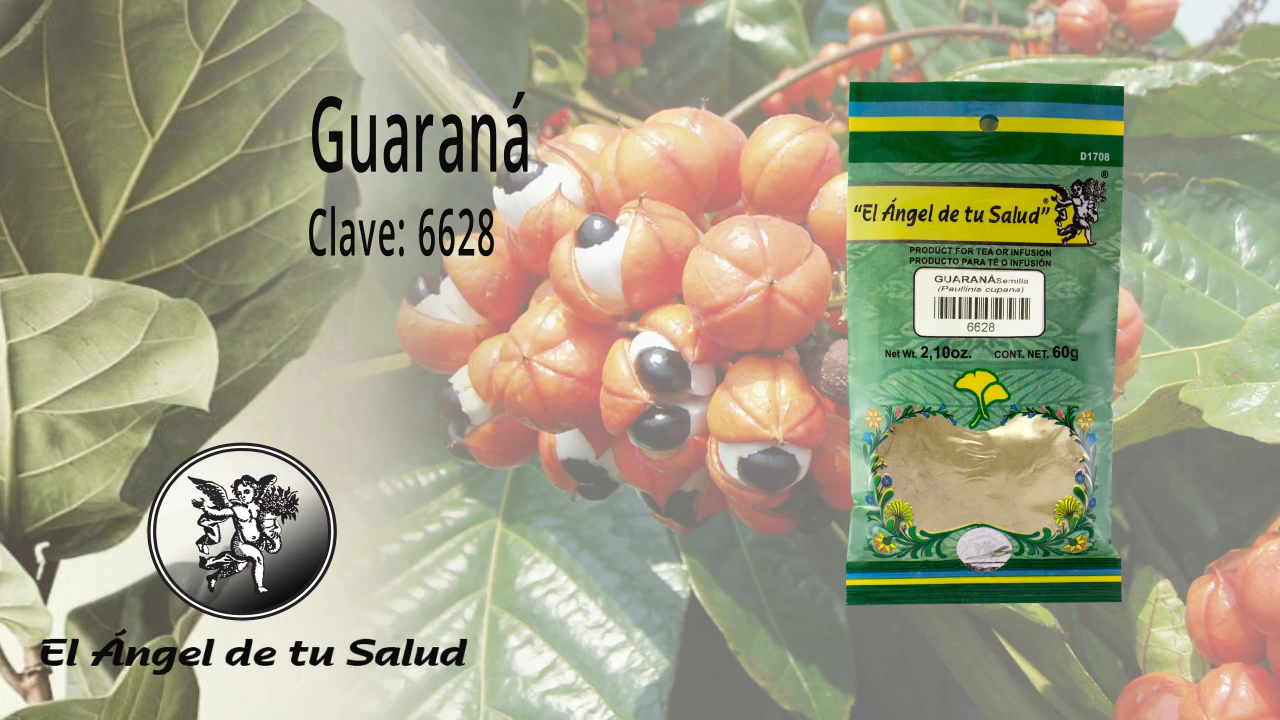 Guaraná
Clave: 6628
El Ángel de tu Salud
D1708
®
"El Ángel de tu Salud"®
PRODUCT FOR TEA OR INFUSION
PRODUCTO PARA TÉ O INFUSIÓN
GUARANÁ Semilla
(Paullinia cupana)
6628
Net Wt. 2,10oz. CONT. NET. 60g